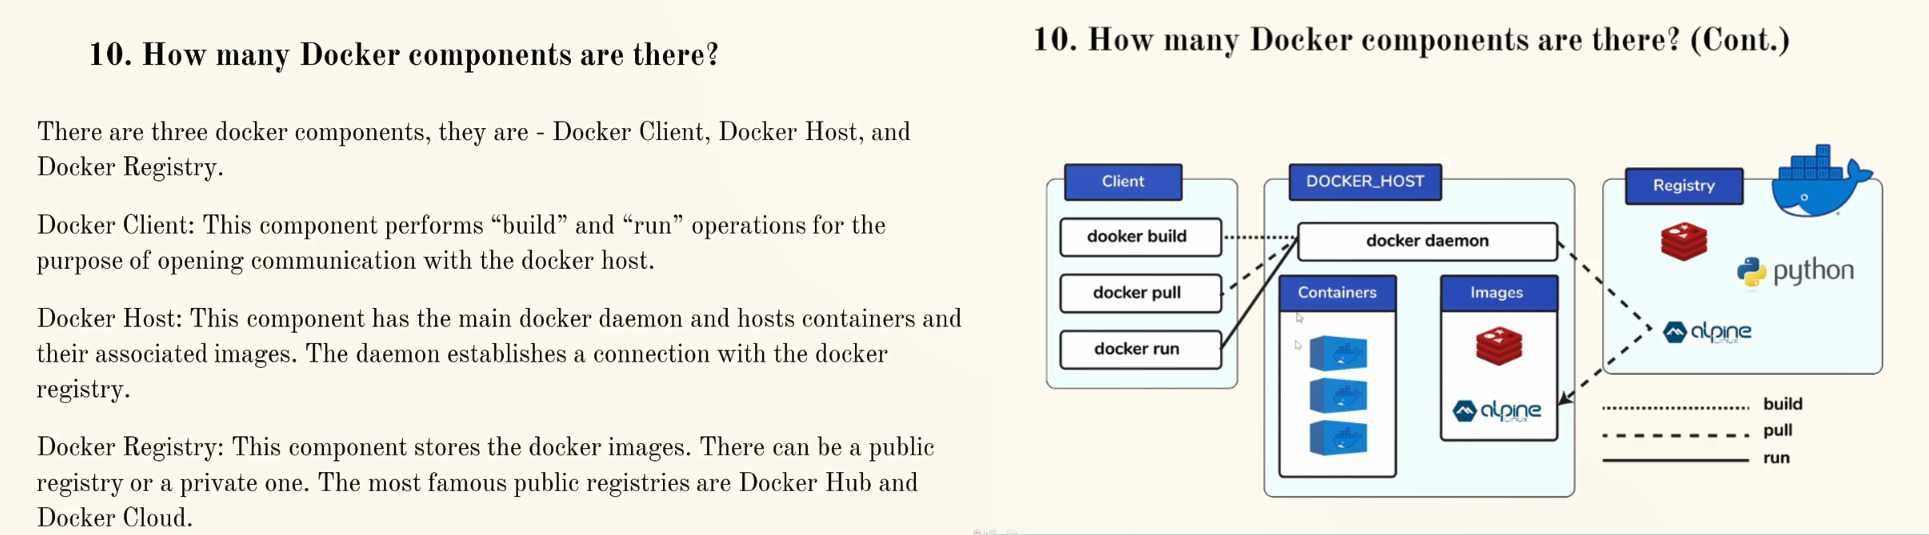 10. How many Docker components are there?
There are three docker components, they are - Docker Client, Docker Host, and
Docker Registry.
Docker Client: This component performs “build” and “run” operations for the
purpose of opening communication with the docker host.
Docker Host: This component has the main docker daemon and hosts containers and
their associated images. The daemon establishes a connection with the docker
registry.
Docker Registry: This component stores the docker images. There can be a public
registry or a private one. The most famous public registries are Docker Hub and
Docker Cloud.
10. How many Docker components are there? (Cont.)
Client
dooker build
docker pull
docker run
DOCKER_HOST
docker daemon
Containers
Images
alpine
LINUX
Registry
python
alpine
LINUX
build
pull
run